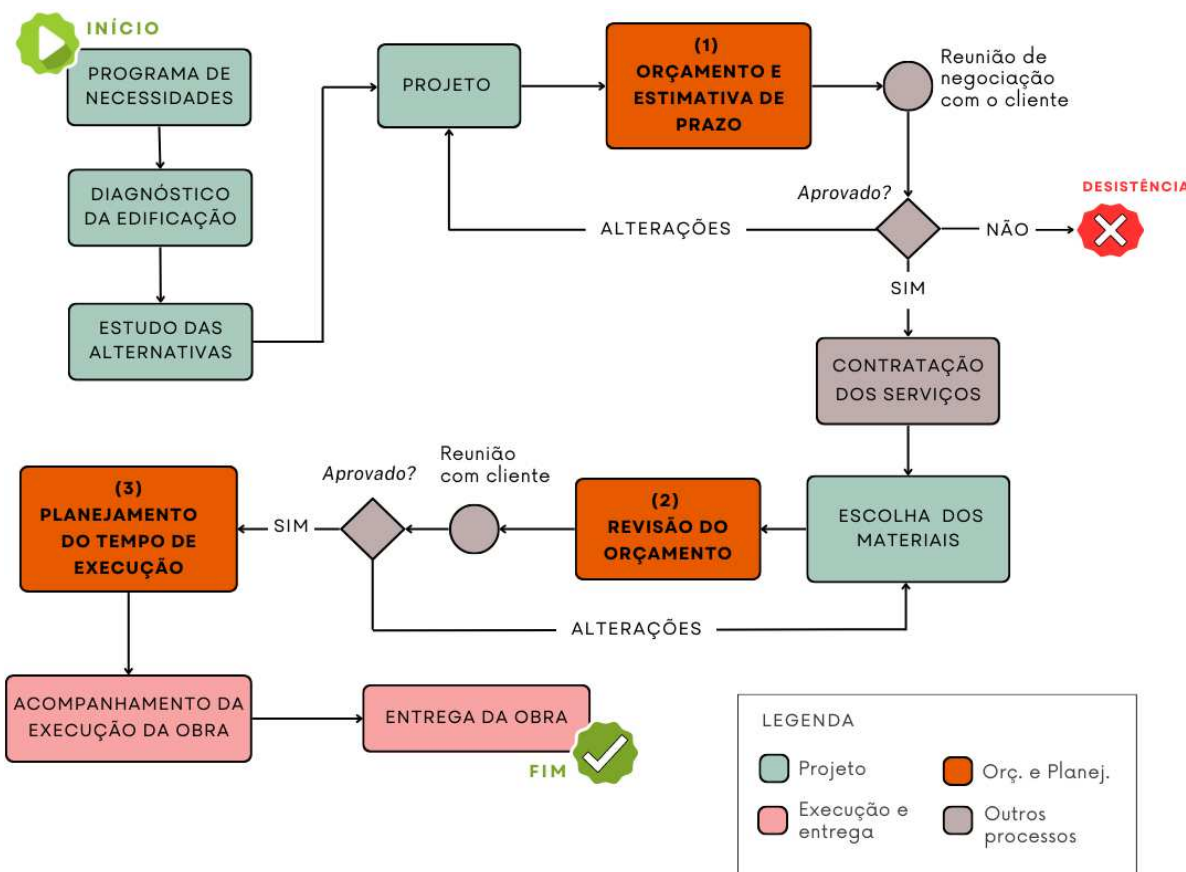 INÍCIO
PROGRAMA DE
NECESSIDADES
DIAGNÓSTICO
DA EDIFICAÇÃO
ESTUDO DAS
ALTERNATIVAS
PROJETO
(1)
ORÇAMENTO E
ESTIMATIVA DE
PRAZO
Reunião de
negociação
com o cliente
Aprovado?
ALTERAÇÕES
NÃO
DESISTÊNCIA
SIM
CONTRATAÇÃO
DOS SERVIÇOS
ESCOLHA DOS
MATERIAIS
(2)
REVISÃO DO
ORÇAMENTO
Reunião
com cliente
Aprovado?
SIM
ALTERAÇÕES
(3)
PLANEJAMENTO
DO TEMPO DE
EXECUÇÃO
ACOMPANHAMENTO DA
EXECUÇÃO DA OBRA
ENTREGA DA OBRA
FIM
LEGENDA
Projeto
Orç. e Planej.
Execução e
entrega
Outros
processos